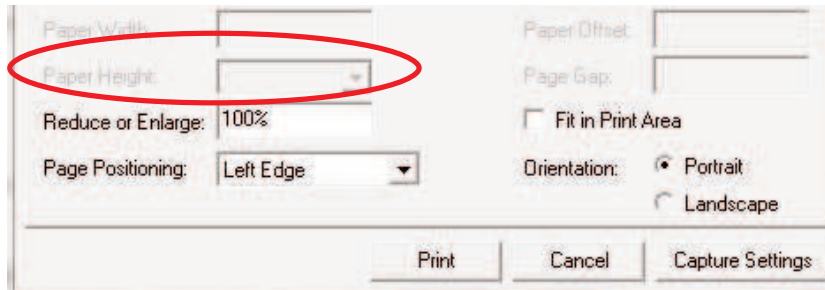 Paper Width: Paper Offset:
Paper Height: Page Gap:
Reduce or Enlarge: 100% Fit in Print Area
Page Positioning: Left Edge Orientation: Portrait
Landscape
Print Cancel Capture Settings